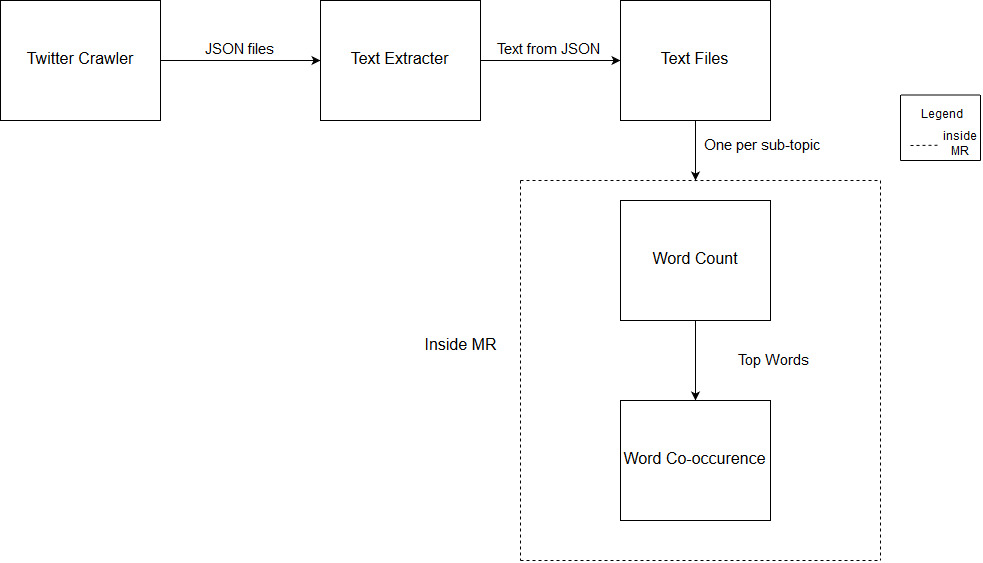 Twitter Crawler
JSON files
Text Extracter
Text from JSON
Text Files
Legend
inside
MR
One per sub-topic
Word Count
Inside MR
Top Words
Word Co-occurence